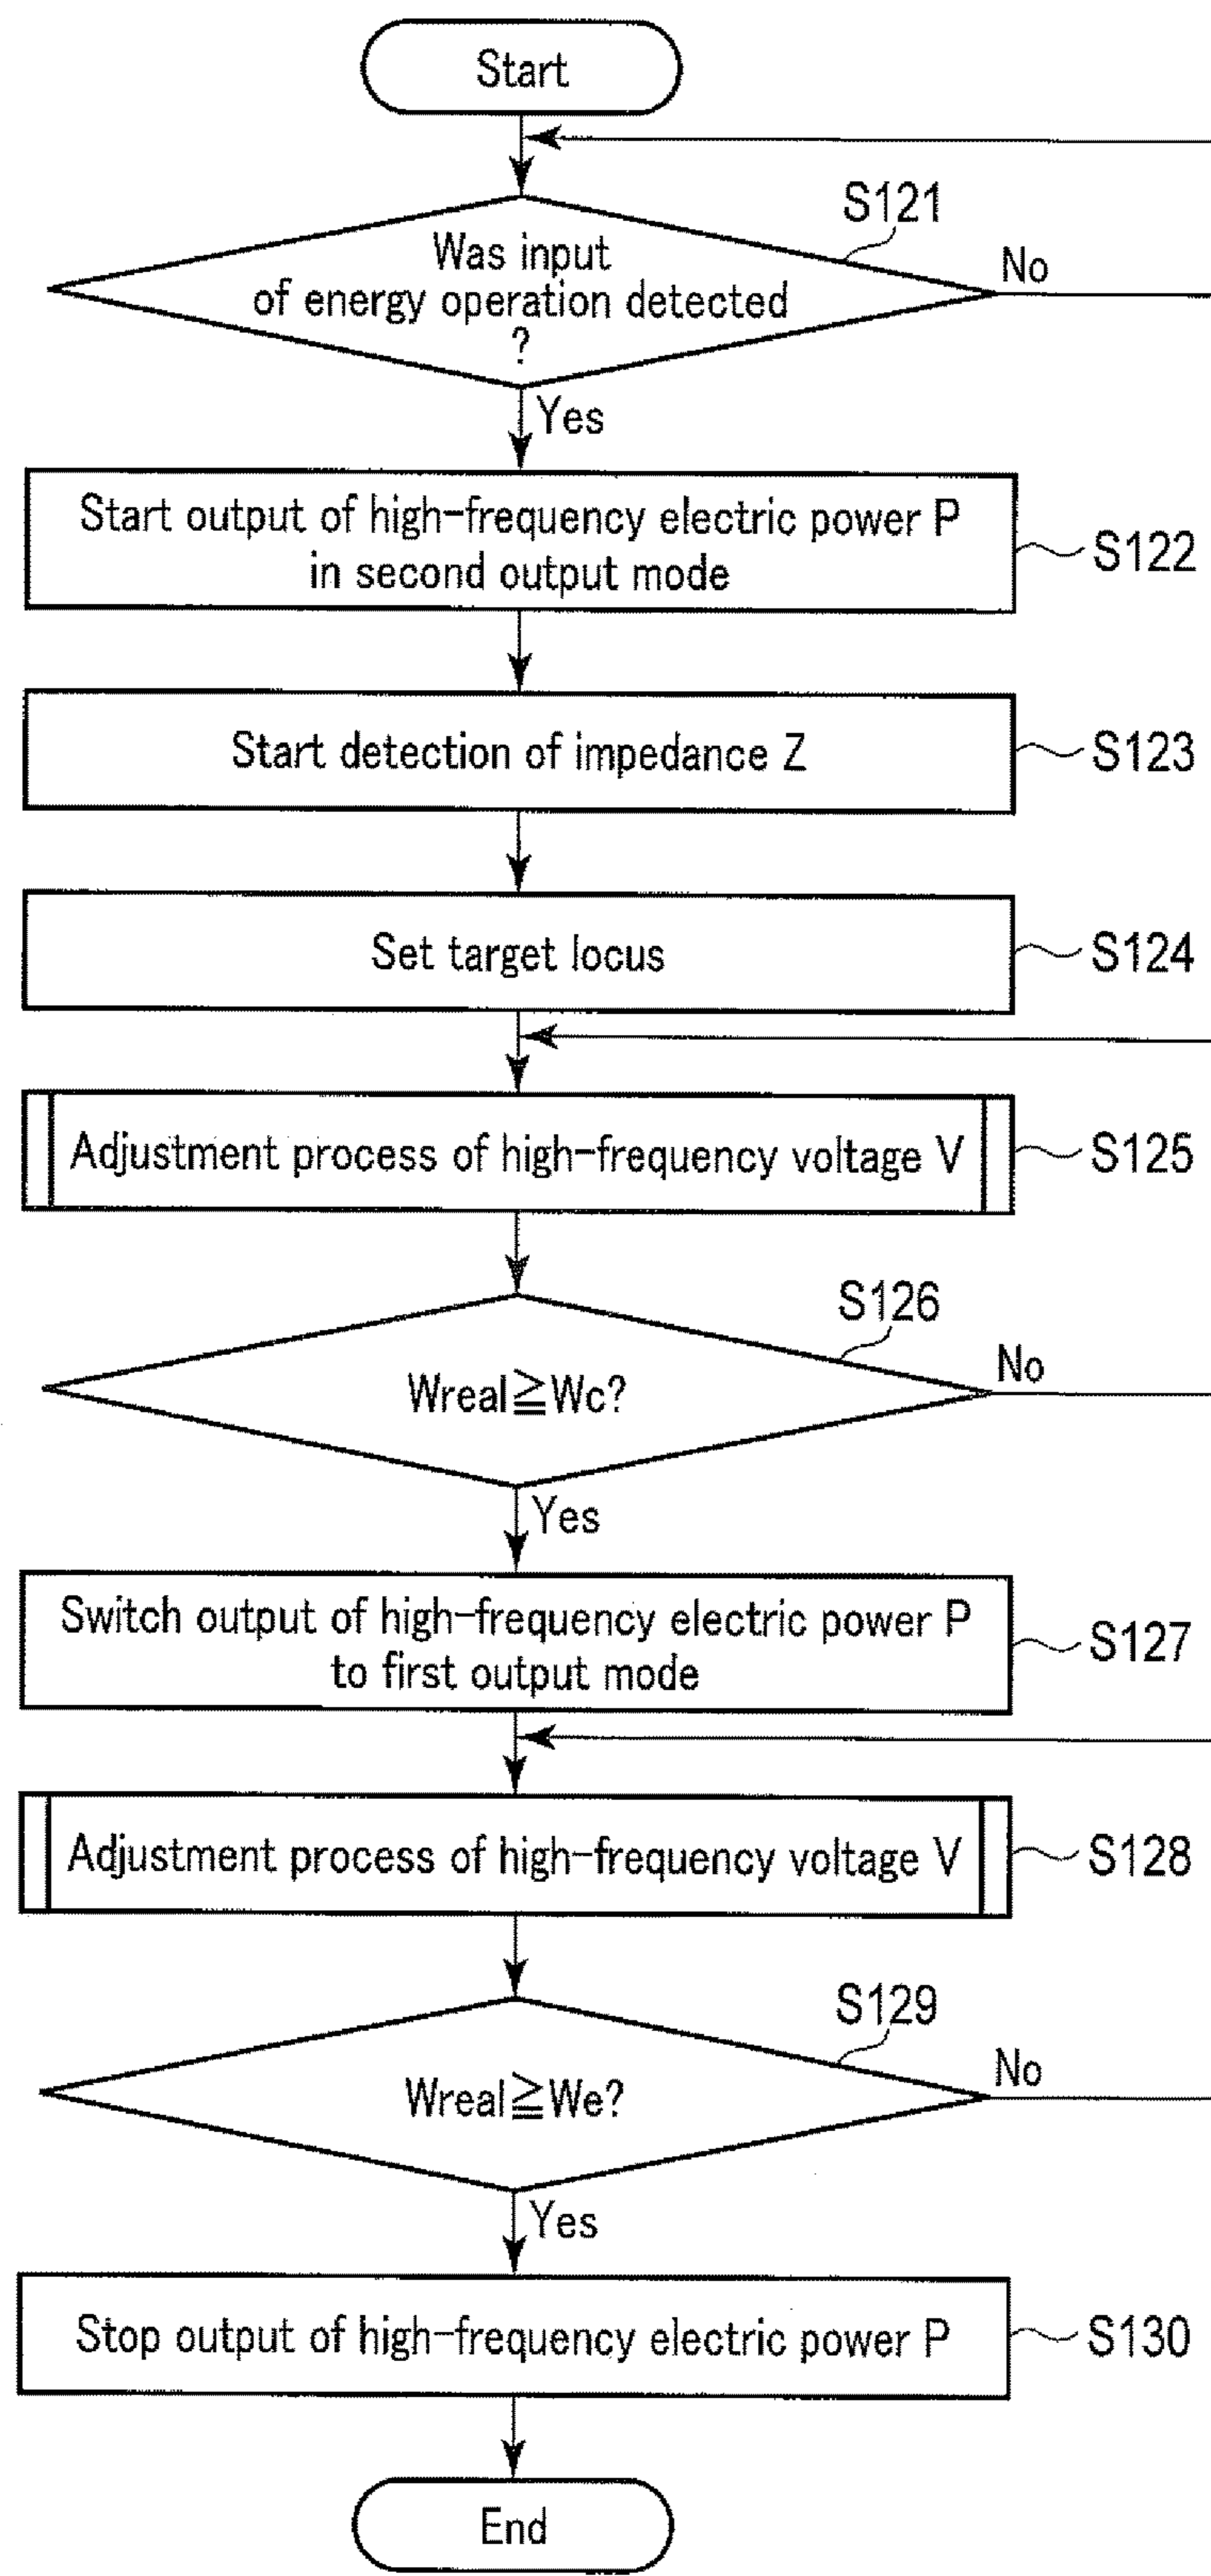 Start
S121
Was input
of energy operation detected
?
No
Yes
Start output of high-frequency electric power P
in second output mode
S122
Start detection of impedance Z
S123
Set target locus
S124
Adjustment process of high-frequency voltage V
S125
S126
Wreal≧Wc?
No
Yes
Switch output of high-frequency electric power P
to first output mode
S127
Adjustment process of high-frequency voltage V
S128
S129
Wreal≧We?
No
Yes
Stop output of high-frequency electric power P
S130
End